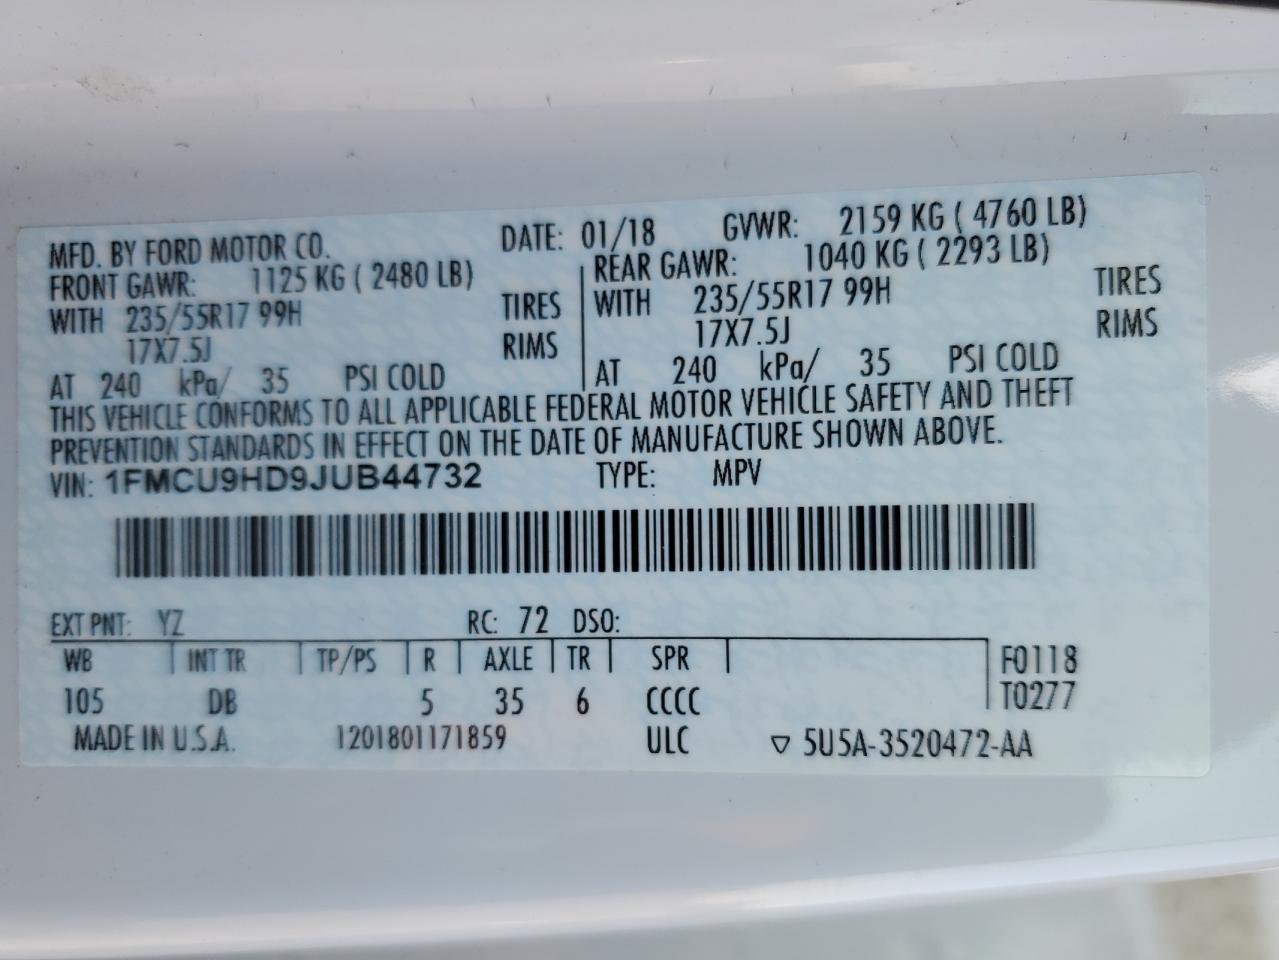 MFD. BY FORD MOTOR CO. DATE: 01/18 GVWR: 2159 KG ( 4760 LB)
FRONT GAWR: 1125 KG ( 2480 LB) REAR GAWR: 1040 KG ( 2293 LB)
WITH 235/55R17 99H TIRES WITH 235/55R17 99H TIRES
17X7.5J RIMS 17X7.5J RIMS
AT 240 kPa/ 35 PSI COLD AT 240 kPa/ 35 PSI COLD
THIS VEHICLE CONFORMS TO ALL APPLICABLE FEDERAL MOTOR VEHICLE SAFETY AND THEFT
PREVENTION STANDARDS IN EFFECT ON THE DATE OF MANUFACTURE SHOWN ABOVE.
VIN: 1FMCU9HD9JUB44732 TYPE: MPV
EXT PNT: YZ RC: 72 DSO:
WB INT TR TP/PS R AXLE TR SPR F0118
105 DB 5 35 6 CCCC T0277
MADE IN U.S.A. 1201801171859 ULC ▽ 5U5A-3520472-AA